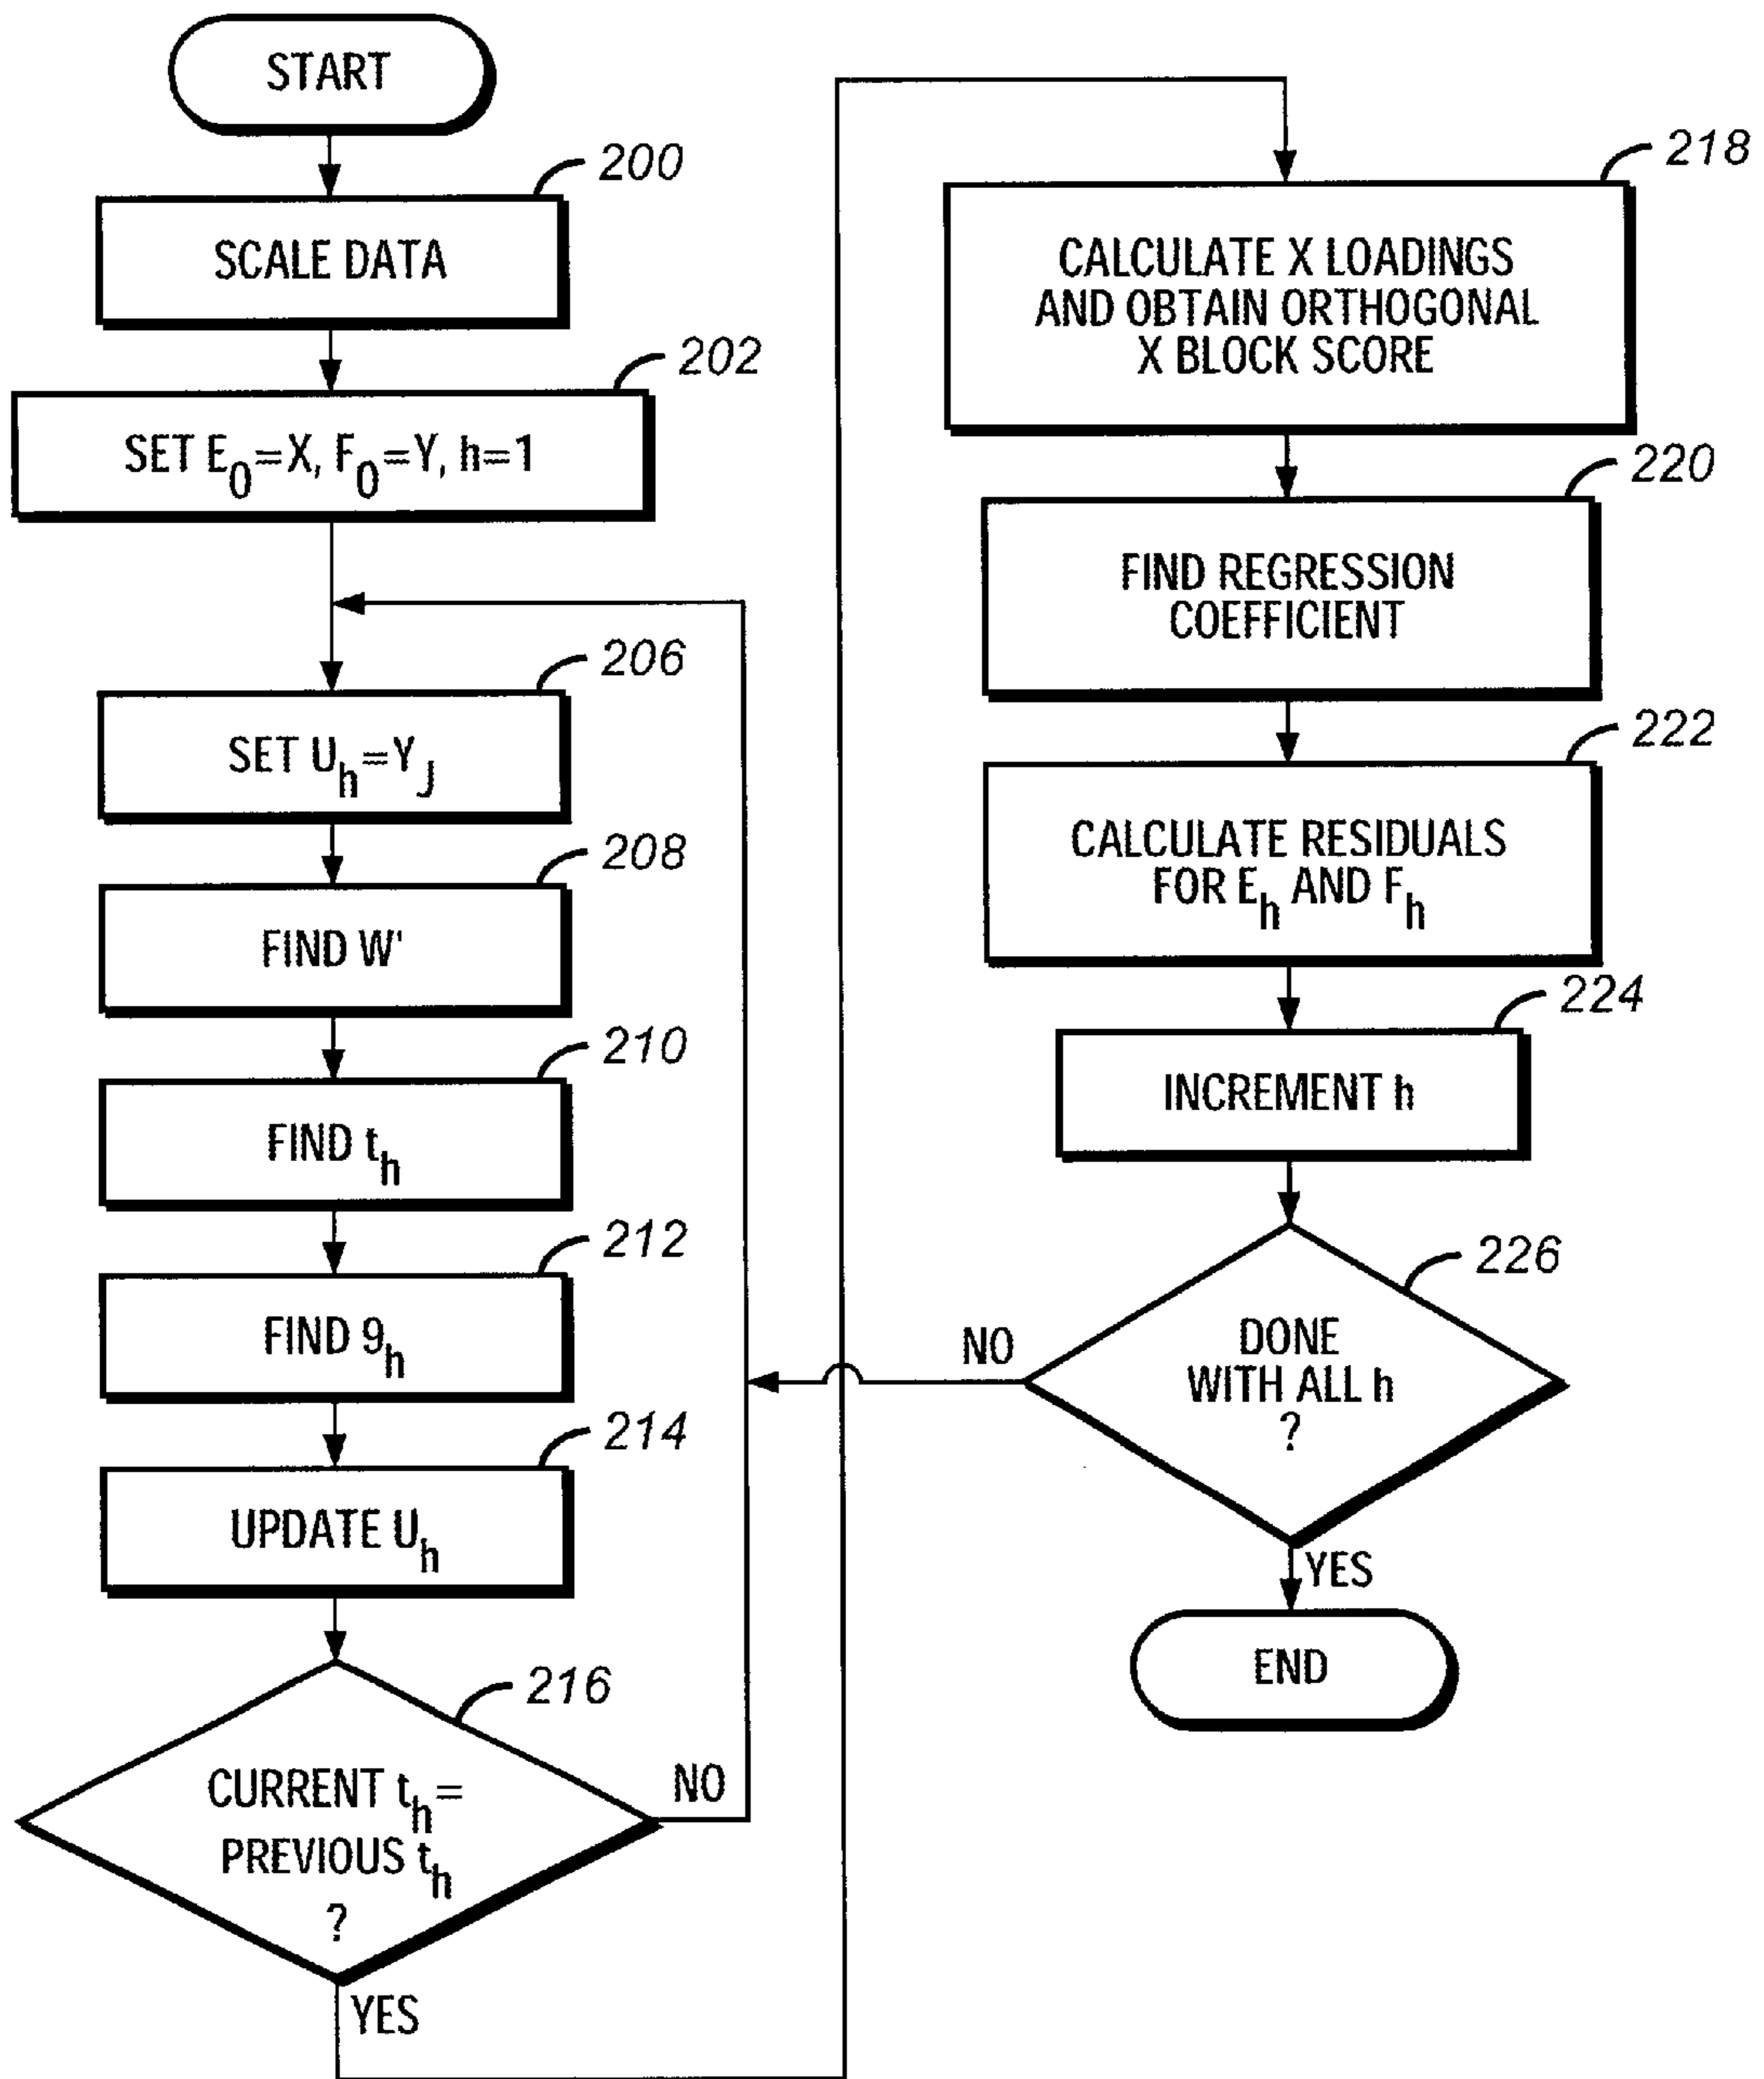 START
200
SCALE DATA
202
SET E0=X, F0=Y, h=1
206
SET Uh=YJ
208
FIND W'
210
FIND th
212
FIND 9h
214
UPDATE Uh
216
CURRENT th=
PREVIOUS th
?
NO
YES
218
CALCULATE X LOADINGS
AND OBTAIN ORTHOGONAL
X BLOCK SCORE
220
FIND REGRESSION
COEFFICIENT
222
CALCULATE RESIDUALS
FOR Eh AND Fh
224
INCREMENT h
226
DONE
WITH ALL h
?
NO
YES
END